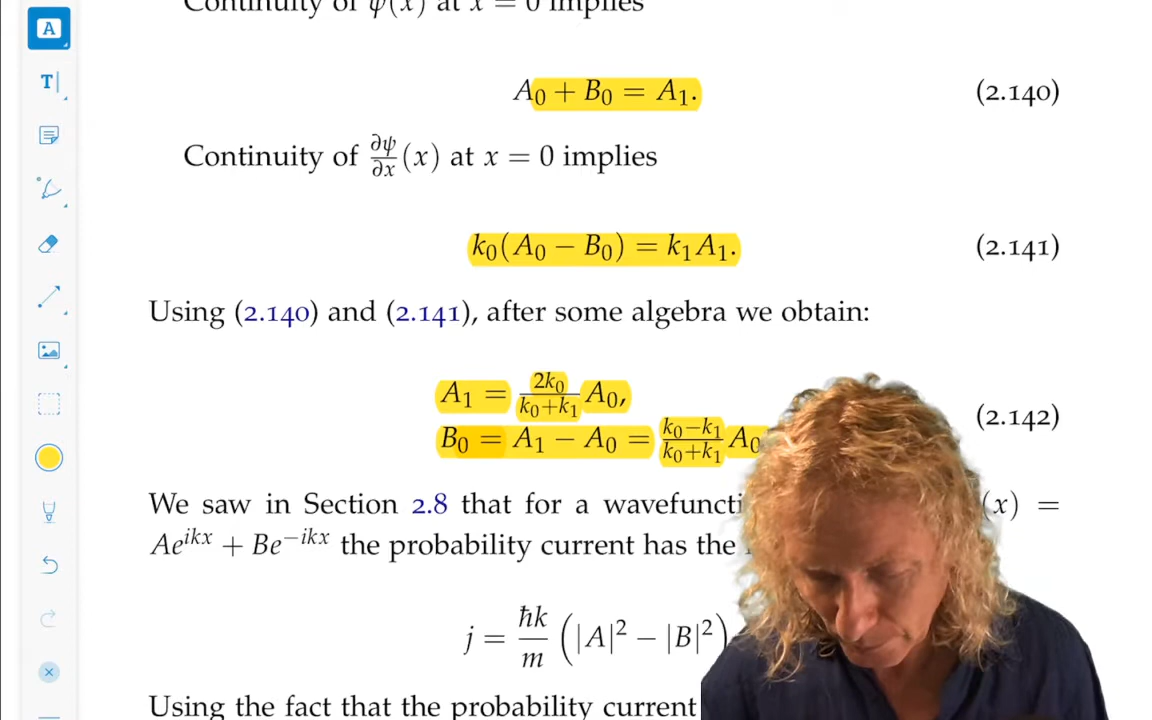 Continuity of ψ(x) at x = 0 implies
A₀ + B₀ = A₁. (2.140)
Continuity of ∂ψ/∂x (x) at x = 0 implies
k₀(A₀ − B₀) = k₁A₁. (2.141)
Using (2.140) and (2.141), after some algebra we obtain:
A₁ = 2k₀/(k₀+k₁) A₀,
B₀ = A₁ − A₀ = (k₀−k₁)/(k₀+k₁) A₀ (2.142)
We saw in Section 2.8 that for a (x) =
Ae^{ikx} + Be^{−ikx} the probability current has the
j = ħk/m (|A|² − |B|²)
Using the fact that the probability current
A
T